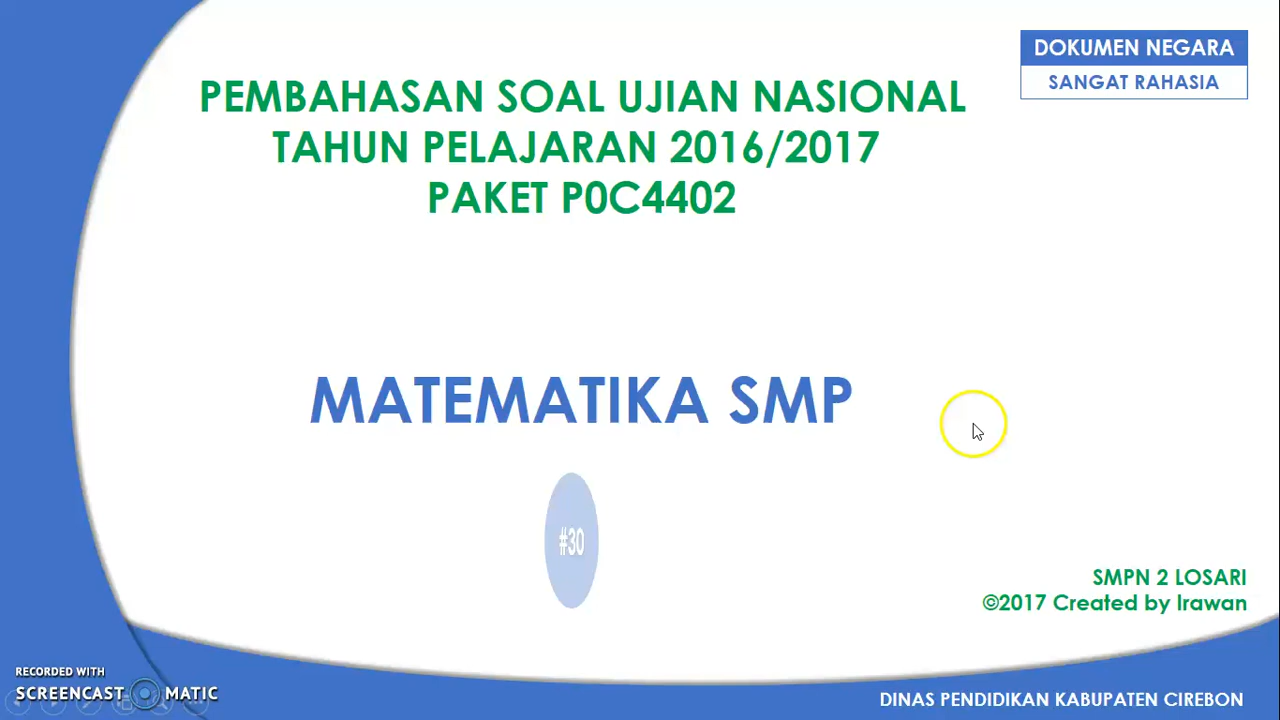 DOKUMEN NEGARA
SANGAT RAHASIA
PEMBAHASAN SOAL UJIAN NASIONAL
TAHUN PELAJARAN 2016/2017
PAKET P0C4402
MATEMATIKA SMP
#30
SMPN 2 LOSARI
©2017 Created by Irawan
RECORDED WITH
SCREENCAST MATIC
DINAS PENDIDIKAN KABUPATEN CIREBON